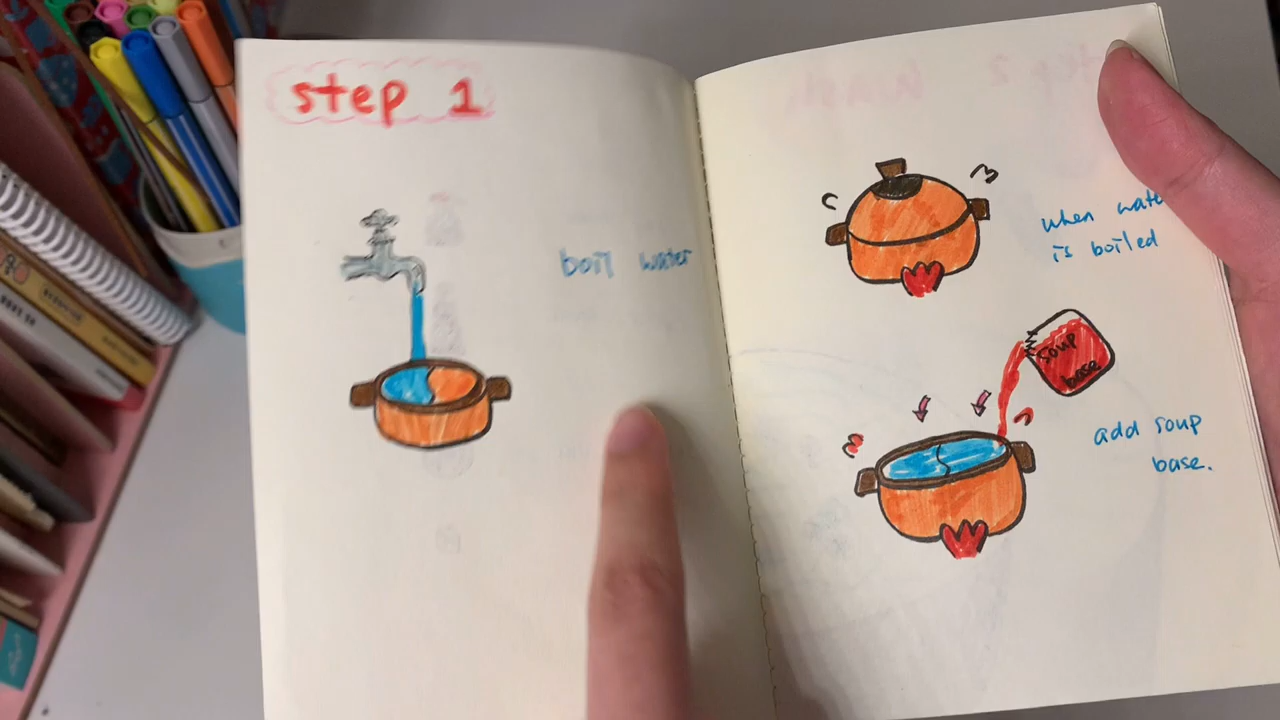 step 1
boil water
when wate
is boiled
soup
base
add soup
base.